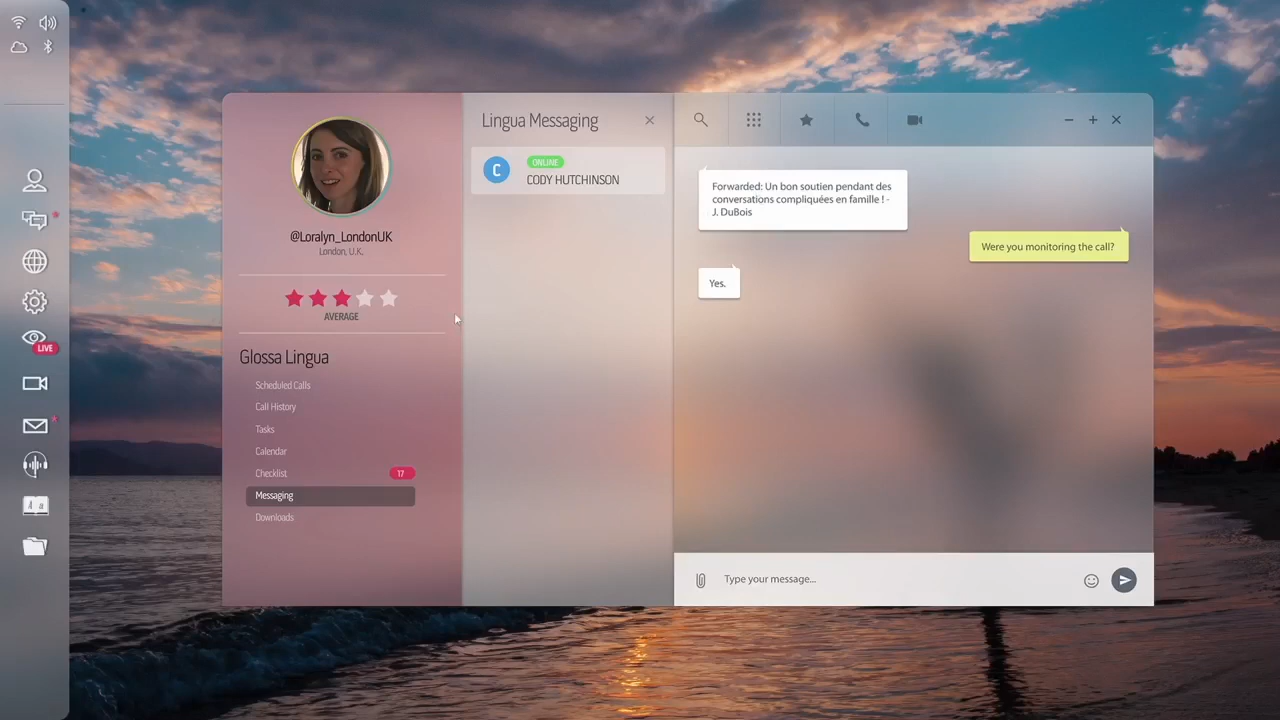 Lingua Messaging
C
ONLINE
CODY HUTCHINSON
@Loralyn_LondonUK
London, U.K.
AVERAGE
Glossa Lingua
Scheduled Calls
Call History
Tasks
Calendar
Checklist 17
Messaging
Downloads
LIVE
A a
Forwarded: Un bon soutien pendant des
conversations compliquées en famille ! -
J. DuBois
Were you monitoring the call?
Yes.
Type your message...